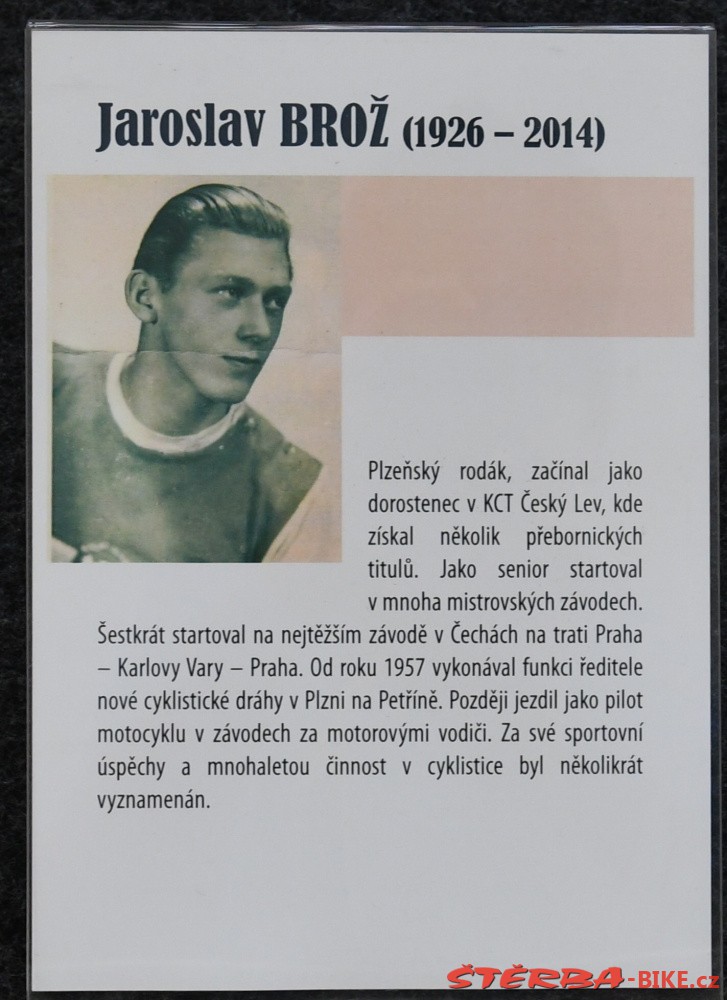 Jaroslav BROŽ (1926 – 2014)
Plzeňský rodák, začínal jako
dorostenec v KCT Český Lev, kde
získal několik přebornických
titulů. Jako senior startoval
v mnoha mistrovských závodech.
Šestkrát startoval na nejtěžším závodě v Čechách na trati Praha
– Karlovy Vary – Praha. Od roku 1957 vykonával funkci ředitele
nové cyklistické dráhy v Plzni na Petříně. Později jezdil jako pilot
motocyklu v závodech za motorovými vodiči. Za své sportovní
úspěchy a mnohaletou činnost v cyklistice byl několikrát
vyznamenán.
ŠTĚRBA-BIKE.cz